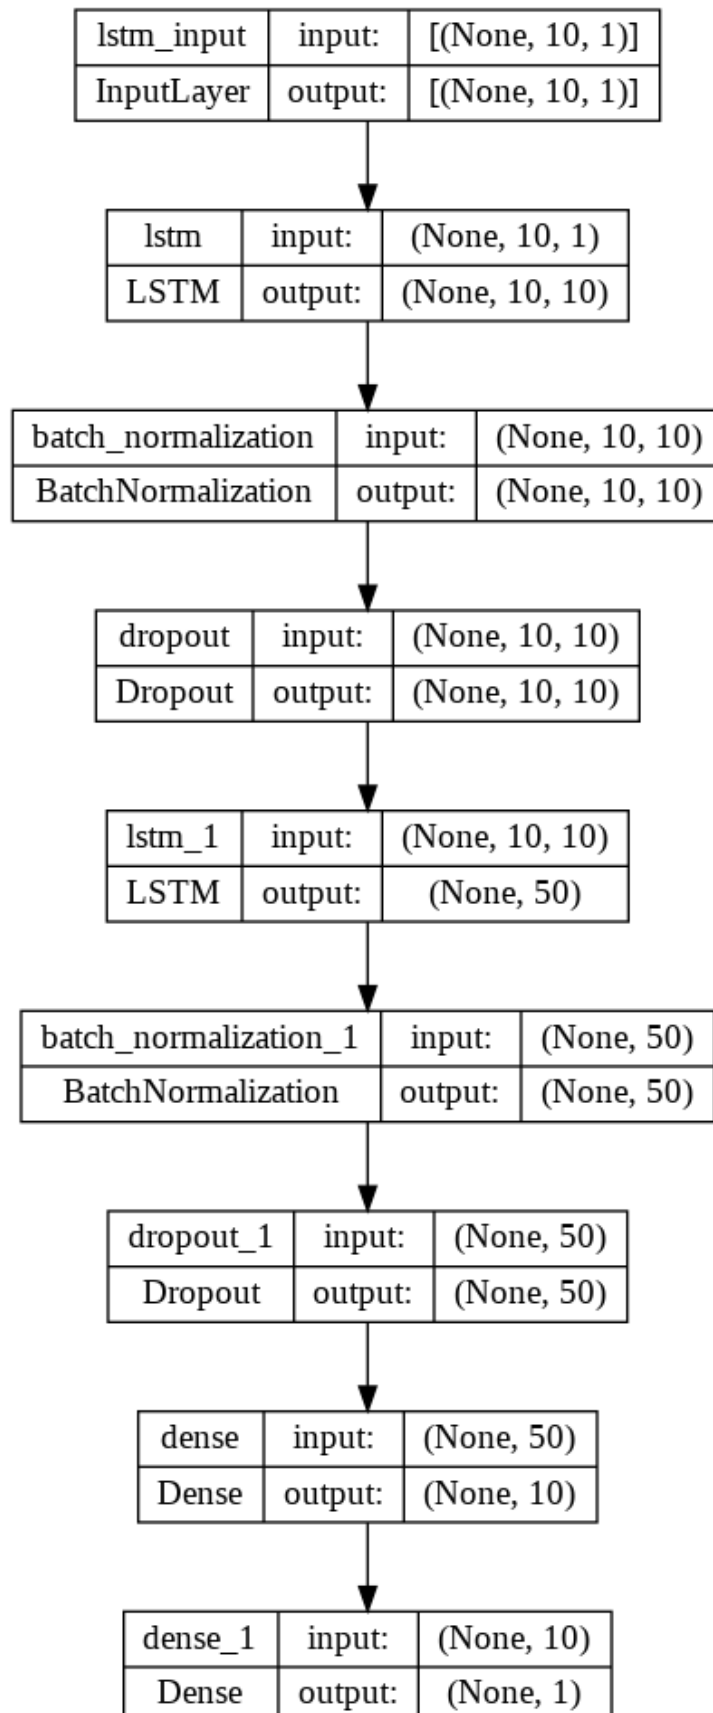 lstm_input input: [(None, 10, 1)]
InputLayer output: [(None, 10, 1)]
lstm input: (None, 10, 1)
LSTM output: (None, 10, 10)
batch_normalization input: (None, 10, 10)
BatchNormalization output: (None, 10, 10)
dropout input: (None, 10, 10)
Dropout output: (None, 10, 10)
lstm_1 input: (None, 10, 10)
LSTM output: (None, 50)
batch_normalization_1 input: (None, 50)
BatchNormalization output: (None, 50)
dropout_1 input: (None, 50)
Dropout output: (None, 50)
dense input: (None, 50)
Dense output: (None, 10)
dense_1 input: (None, 10)
Dense output: (None, 1)